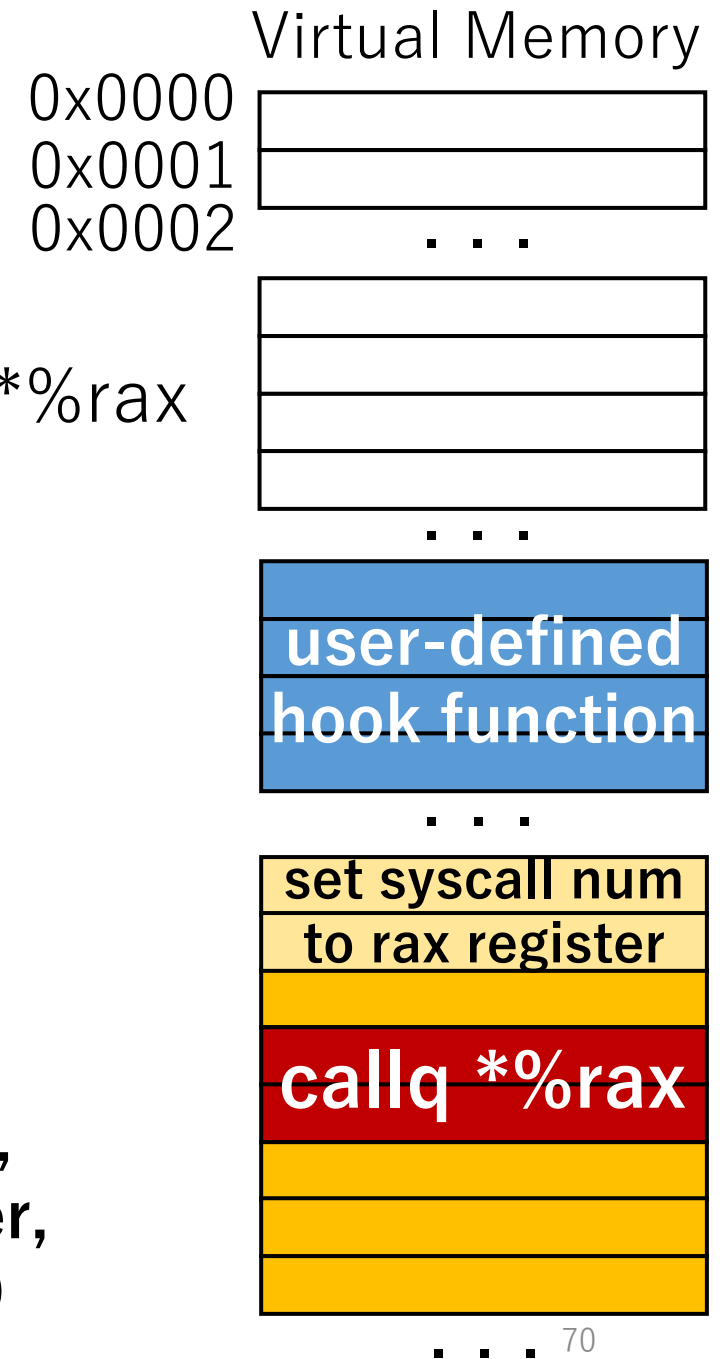 Virtual Memory
0x0000
0x0001
0x0002
. . .
*%rax
. . .
user-defined
hook function
. . .
set syscall num
to rax register
callq *%rax
,
er,
. . .
70